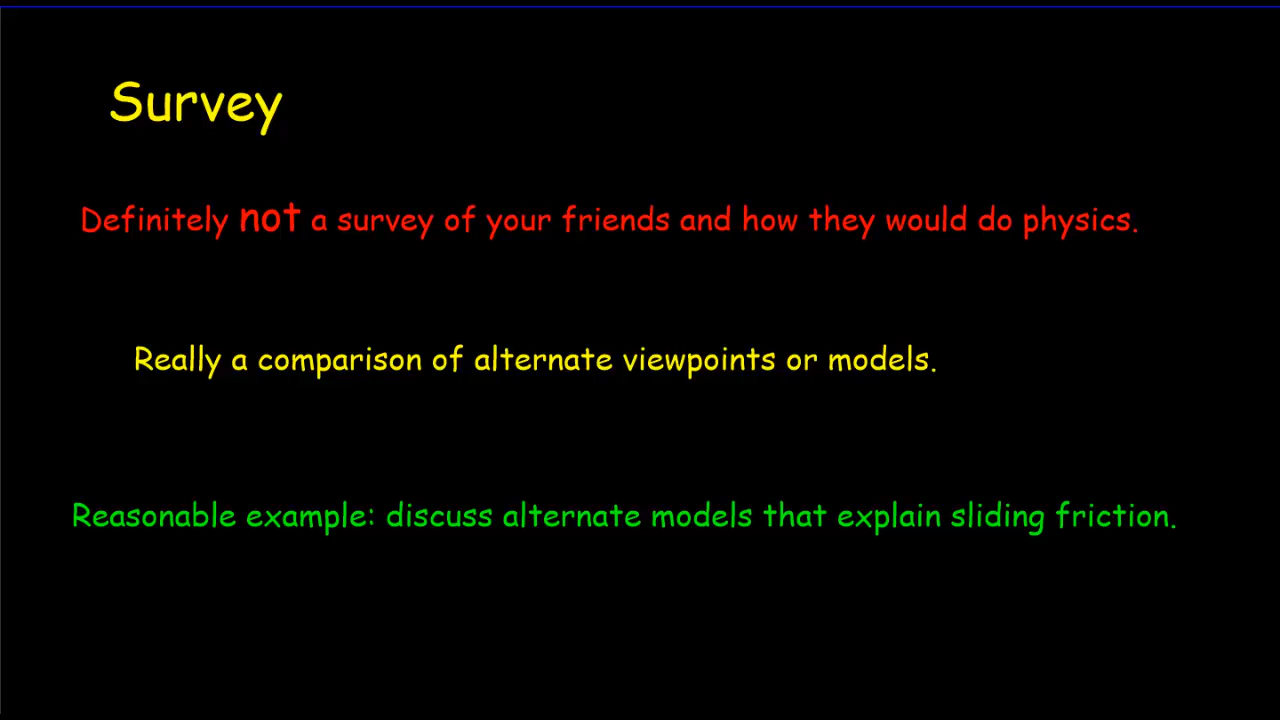 Survey
Definitely not a survey of your friends and how they would do physics.
Really a comparison of alternate viewpoints or models.
Reasonable example: discuss alternate models that explain sliding friction.